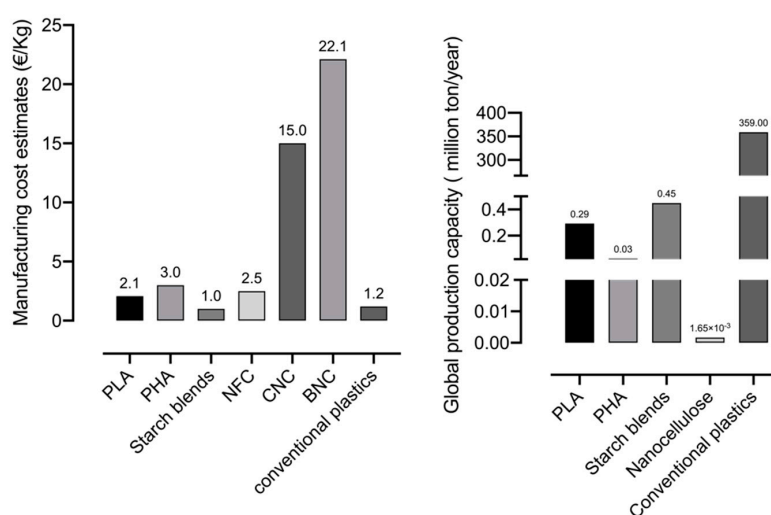 Manufacturing cost estimates (€/Kg)
25
20
15
10
5
0
2.1
3.0
1.0
2.5
15.0
22.1
1.2
PLA
PHA
Starch blends
NFC
CNC
BNC
conventional plastics
Global production capacity ( million ton/year)
400
350
300
0.4
0.2
0.02
0.01
0.00
0.29
0.03
0.45
1.65×10⁻³
359.00
PLA
PHA
Starch blends
Nanocellulose
Conventional plastics